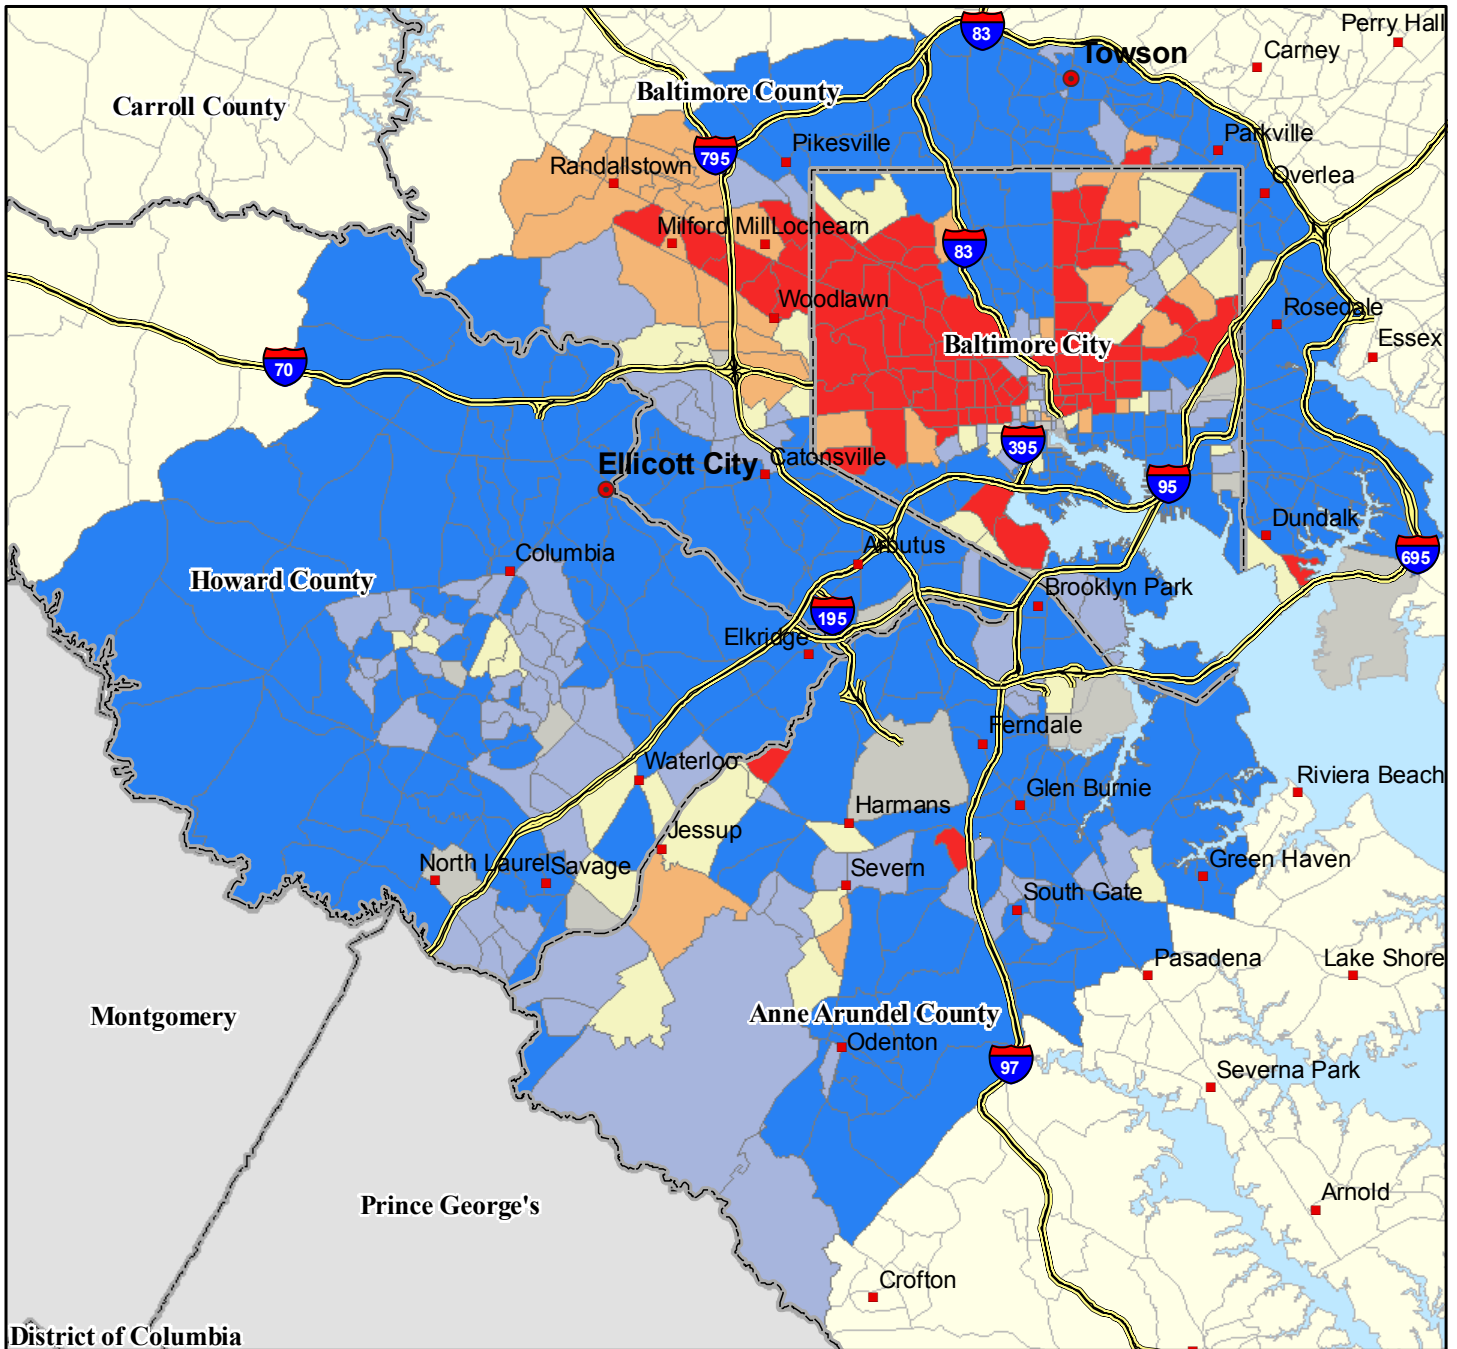 83
Perry Hall
Towson
Carney
Baltimore County
Carroll County
Parkville
Pikesville
795
Randallstown
Overlea
Milford Mill
Lochearn
83
Woodlawn
Rosedale
Baltimore City
Essex
70
395
Catonsville
Ellicott City
95
Dundalk
Arbutus
695
Columbia
Howard County
Brooklyn Park
195
Elkridge
Ferndale
Waterloo
Riviera Beach
Glen Burnie
Harmans
Jessup
Green Haven
North Laurel
Savage
Severn
South Gate
Pasadena
Lake Shore
Montgomery
Anne Arundel County
Odenton
97
Severna Park
Arnold
Prince George's
Crofton
District of Columbia